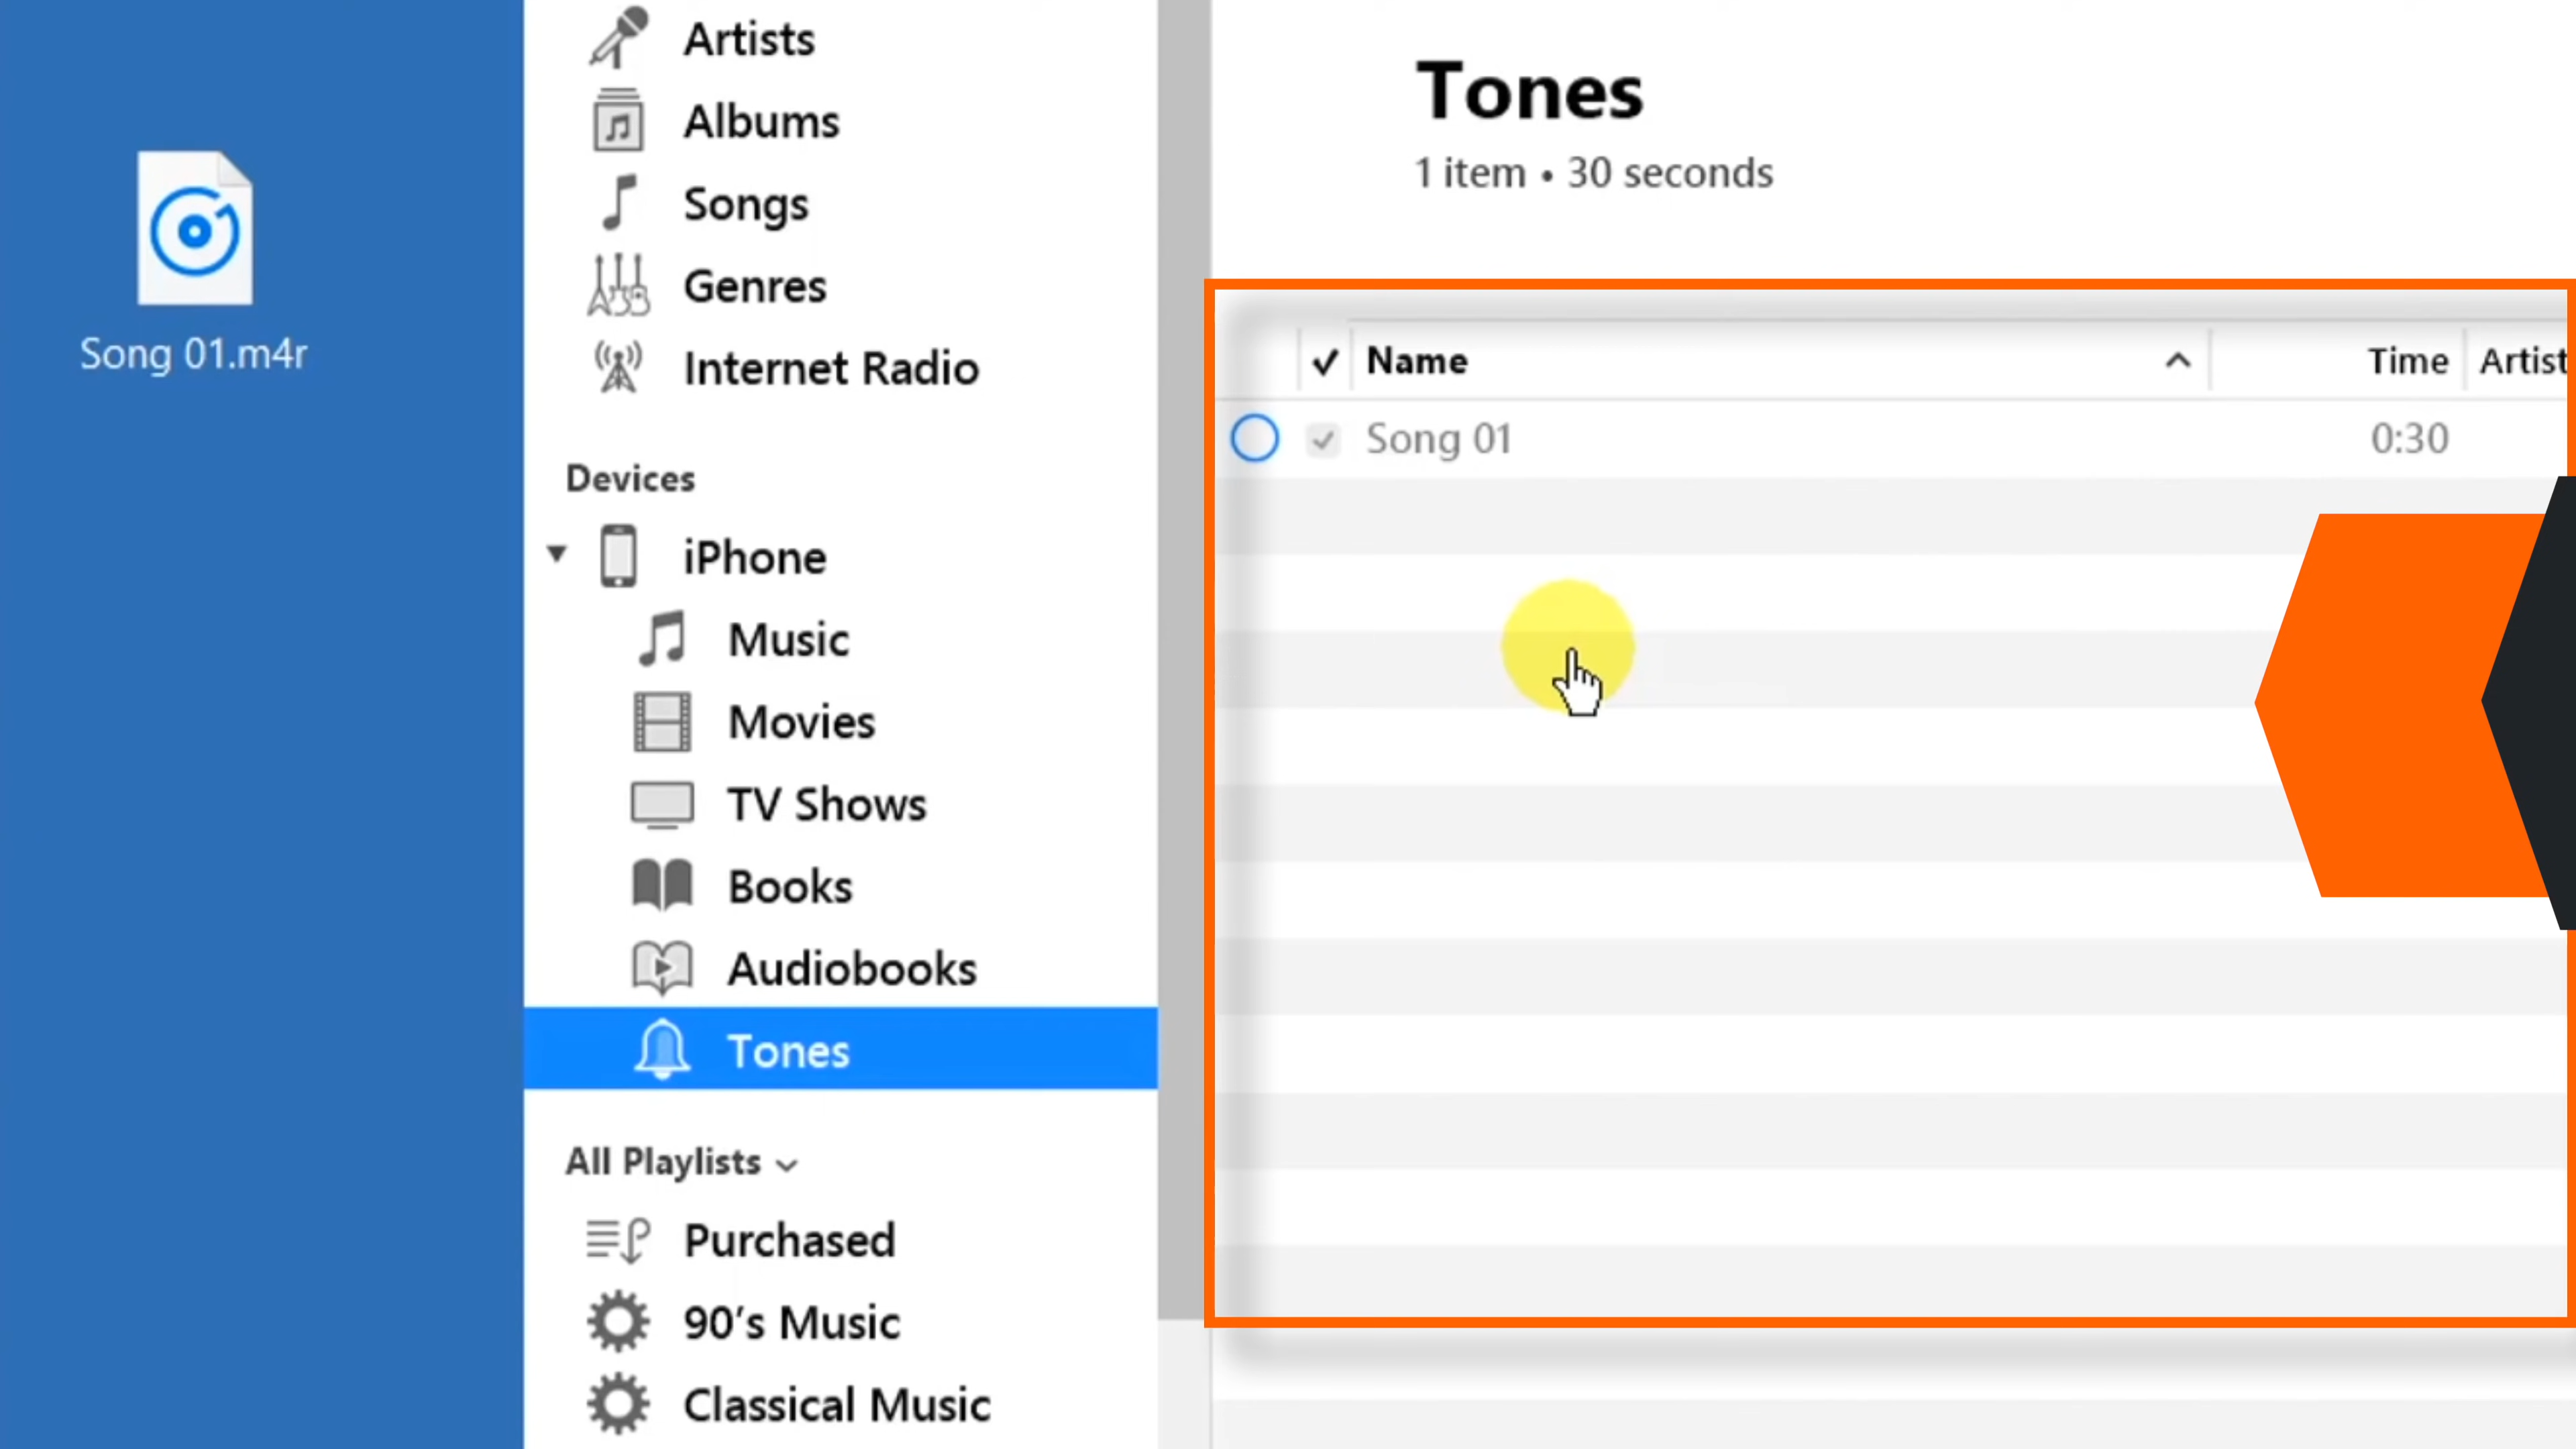 Song 01.m4r
Artists
Albums
Songs
Genres
Internet Radio
Devices
iPhone
Music
Movies
TV Shows
Books
Audiobooks
Tones
All Playlists
Purchased
90's Music
Classical Music
Tones
1 item • 30 seconds
Name Time Artist
Song 01 0:30